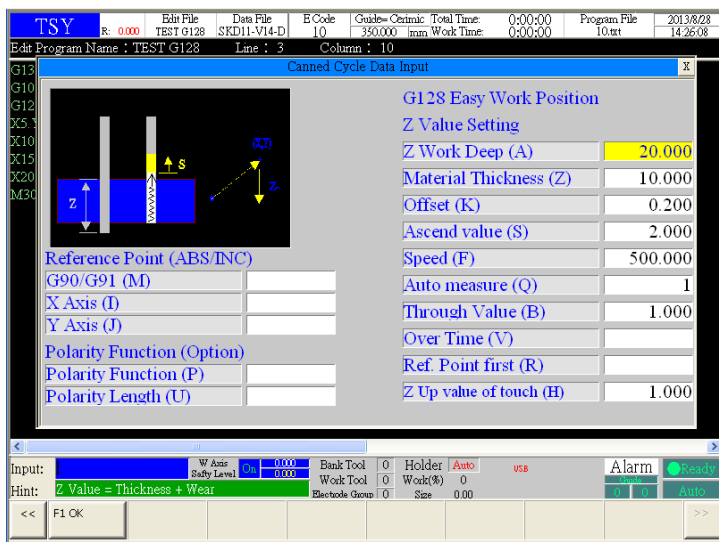 TSY R: 0.000 Edit File TEST G128 Data File SKD11-V14-D E Code 10 Guide=Cerimic 350.000 mm Total Time: 0:00:00 Work Time: 0:00:00 Program File 10.txt 2013/8/28 14:26:08
Edit Program Name : TEST G128 Line : 3 Column : 10
Canned Cycle Data Input X
G13
G10
G12
X5.
X10
X15
X20
M30
S
Z
(X,Y)
Z-
G128 Easy Work Position
Z Value Setting
Z Work Deep (A) 20.000
Material Thickness (Z) 10.000
Offset (K) 0.200
Ascend value (S) 2.000
Speed (F) 500.000
Auto measure (Q) 1
Through Value (B) 1.000
Over Time (V)
Ref. Point first (R)
Z Up value of touch (H) 1.000
Reference Point (ABS/INC)
G90/G91 (M)
X Axis (I)
Y Axis (J)
Polarity Function (Option)
Polarity Function (P)
Polarity Length (U)
Input: W Axis Safty Level On 0.000 0.000 Bank Tool 0 Work Tool 0 Electrode Group 0 Holder Auto Work(%) 0 Size 0.00 USB Alarm Guide 0 0 Ready Auto
Hint: Z Value = Thickness + Wear
<< F1 OK >>